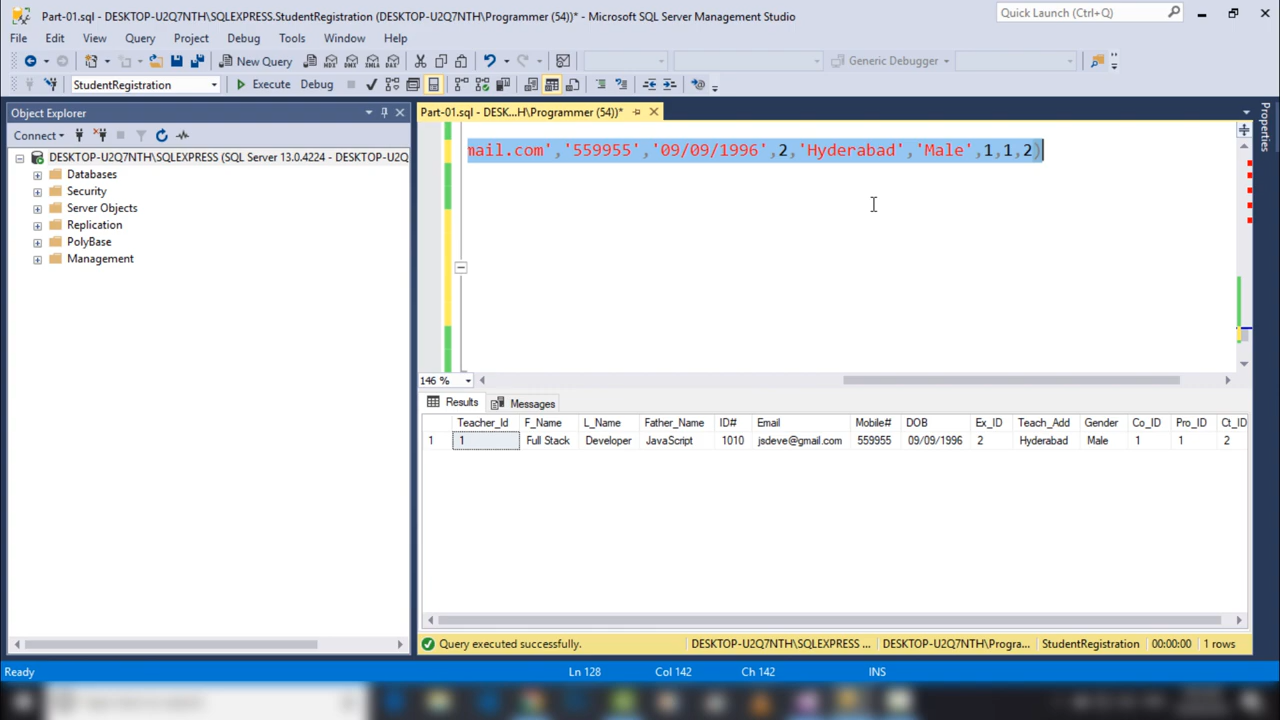 Part-01.sql - DESKTOP-U2Q7NTH\SQLEXPRESS.StudentRegistration (DESKTOP-U2Q7NTH\Programmer (54))* - Microsoft SQL Server Management Studio
Quick Launch (Ctrl+Q)
File Edit View Query Project Tools Window Help
New Query
Generic Debugger
StudentRegistration
Execute Debug
Object Explorer
Part-01.sql - DESK...H\Programmer (54))*
Properties
Connect
DESKTOP-U2Q7NTH\SQLEXPRESS (SQL Server 13.0.4224 - DESKTOP-U2Q
Databases
Security
Server Objects
Replication
PolyBase
Management
mail.com','559955','09/09/1996',2,'Hyderabad','Male',1,1,2)
146 %
Results Messages
Teacher_Id F_Name L_Name Father_Name ID# Email Mobile# DOB Ex_ID Teach_Add Gender Co_ID Pro_ID Ct_ID
1 1 Full Stack Developer JavaScript 1010 jsdeve@gmail.com 559955 09/09/1996 2 Hyderabad Male 1 1 2
Query executed successfully. DESKTOP-U2Q7NTH\SQLEXPRESS ... DESKTOP-U2Q7NTH\Progra... StudentRegistration 00:00:00 1 rows
Ready Ln 128 Col 142 Ch 142 INS